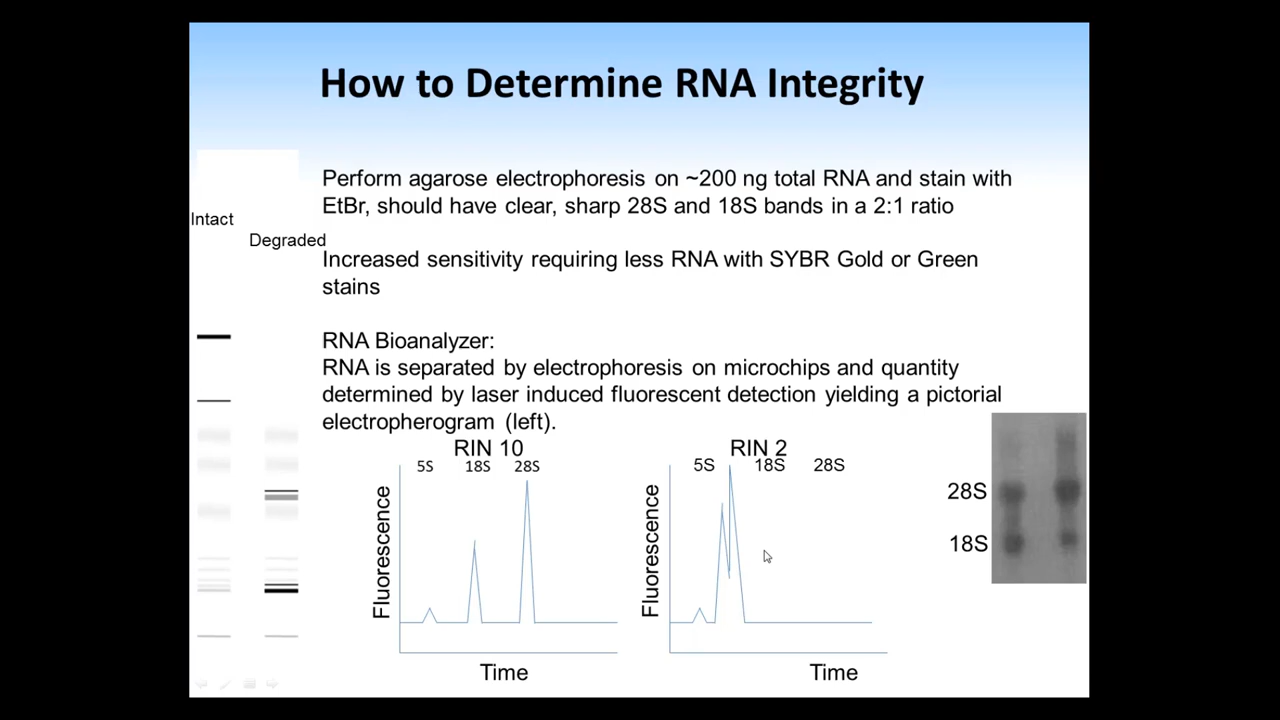 How to Determine RNA Integrity
Perform agarose electrophoresis on ~200 ng total RNA and stain with
EtBr, should have clear, sharp 28S and 18S bands in a 2:1 ratio
Intact
Degraded
Increased sensitivity requiring less RNA with SYBR Gold or Green
stains
RNA Bioanalyzer:
RNA is separated by electrophoresis on microchips and quantity
determined by laser induced fluorescent detection yielding a pictorial
electropherogram (left).
RIN 10
5S 18S 28S
Fluorescence
Time
RIN 2
5S 18S 28S
Fluorescence
Time
28S
18S